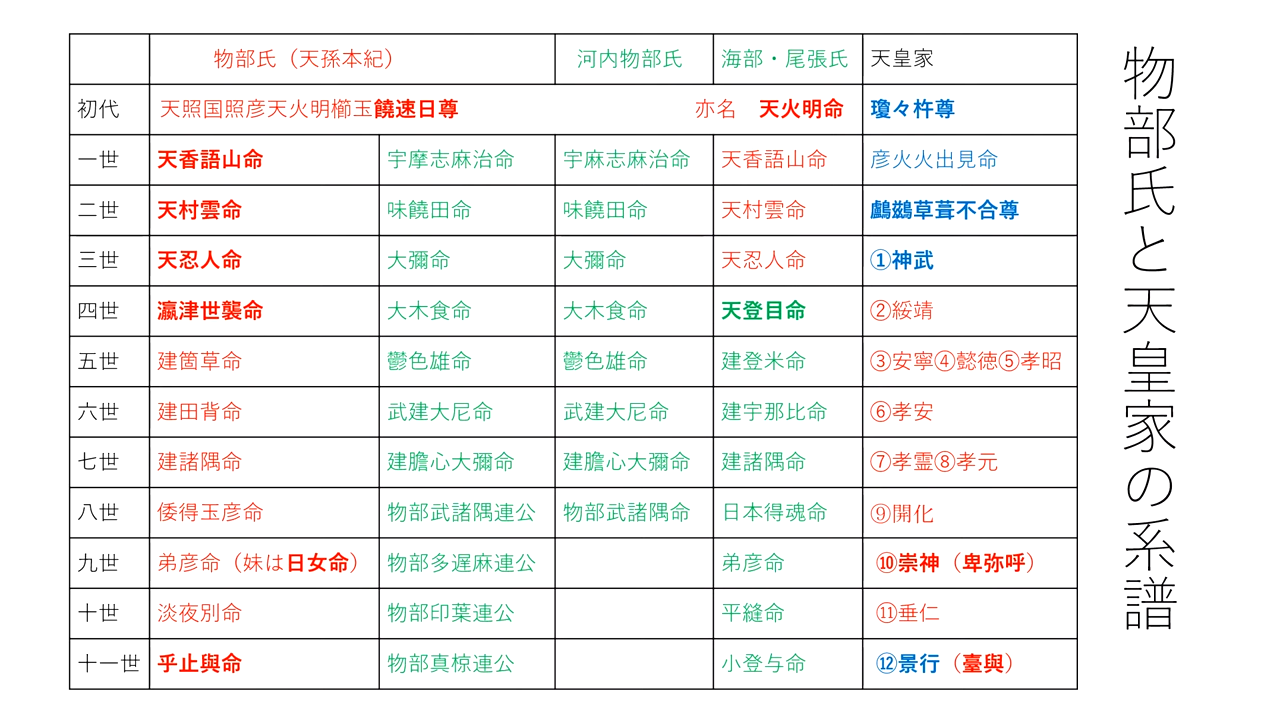 物部氏（天孫本紀） 河内物部氏 海部・尾張氏 天皇家
初代 天照国照彦天火明櫛玉饒速日尊 亦名 天火明命 瓊々杵尊
一世 天香語山命 宇摩志麻治命 宇麻志麻治命 天香語山命 彦火火出見命
二世 天村雲命 味饒田命 味饒田命 天村雲命 鸕鷀草葺不合尊
三世 天忍人命 大彌命 大彌命 天忍人命 ①神武
四世 瀛津世襲命 大木食命 大木食命 天登目命 ②綏靖
五世 建箇草命 鬱色雄命 鬱色雄命 建登米命 ③安寧④懿徳⑤孝昭
六世 建田背命 武建大尼命 武建大尼命 建宇那比命 ⑥孝安
七世 建諸隅命 建膽心大彌命 建膽心大彌命 建諸隅命 ⑦孝霊⑧孝元
八世 倭得玉彦命 物部武諸隅連公 物部武諸隅命 日本得魂命 ⑨開化
九世 弟彦命（妹は日女命） 物部多遅麻連公 弟彦命 ⑩崇神（卑弥呼）
十世 淡夜別命 物部印葉連公 平縫命 ⑪垂仁
十一世 乎止與命 物部真椋連公 小登与命 ⑫景行（臺與）
物部氏と天皇家の系譜